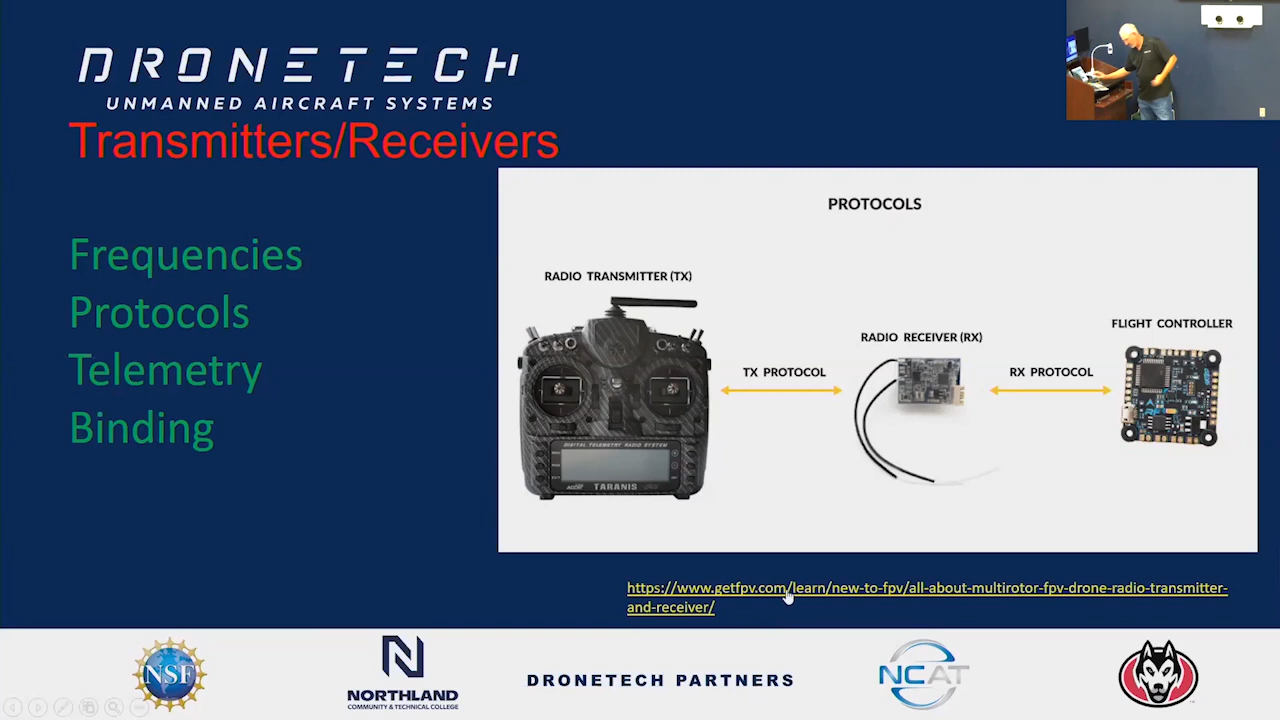 DRONETECH
UNMANNED AIRCRAFT SYSTEMS
Transmitters/Receivers
Frequencies
Protocols
Telemetry
Binding
PROTOCOLS
RADIO TRANSMITTER (TX)
TX PROTOCOL
RADIO RECEIVER (RX)
RX PROTOCOL
FLIGHT CONTROLLER
DIGITAL TELEMETRY RADIO SYSTEM
TARANIS
https://www.getfpv.com/learn/new-to-fpv/all-about-multirotor-fpv-drone-radio-transmitter-
and-receiver/
NSF
N
NORTHLAND
COMMUNITY & TECHNICAL COLLEGE
DRONETECH PARTNERS
NCAT